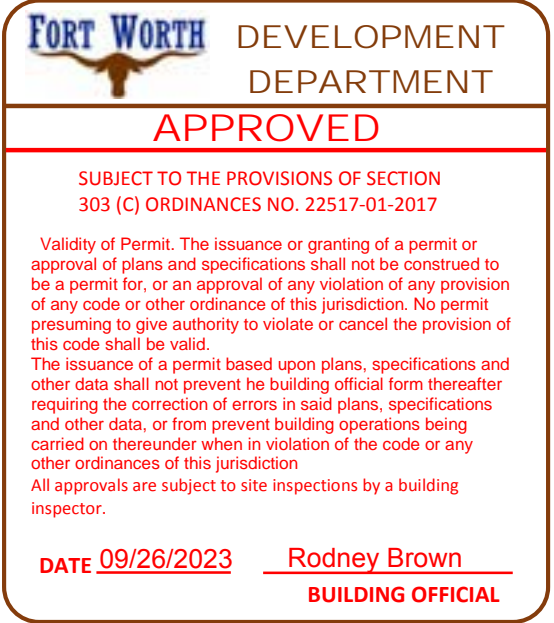 FORT WORTH
DEVELOPMENT
DEPARTMENT
APPROVED
SUBJECT TO THE PROVISIONS OF SECTION
303 (C) ORDINANCES NO. 22517-01-2017
Validity of Permit. The issuance or granting of a permit or
approval of plans and specifications shall not be construed to
be a permit for, or an approval of any violation of any provision
of any code or other ordinance of this jurisdiction. No permit
presuming to give authority to violate or cancel the provision of
this code shall be valid.
The issuance of a permit based upon plans, specifications and
other data shall not prevent he building official form thereafter
requiring the correction of errors in said plans, specifications
and other data, or from prevent building operations being
carried on thereunder when in violation of the code or any
other ordinances of this jurisdiction
All approvals are subject to site inspections by a building
inspector.
DATE 09/26/2023 Rodney Brown
BUILDING OFFICIAL